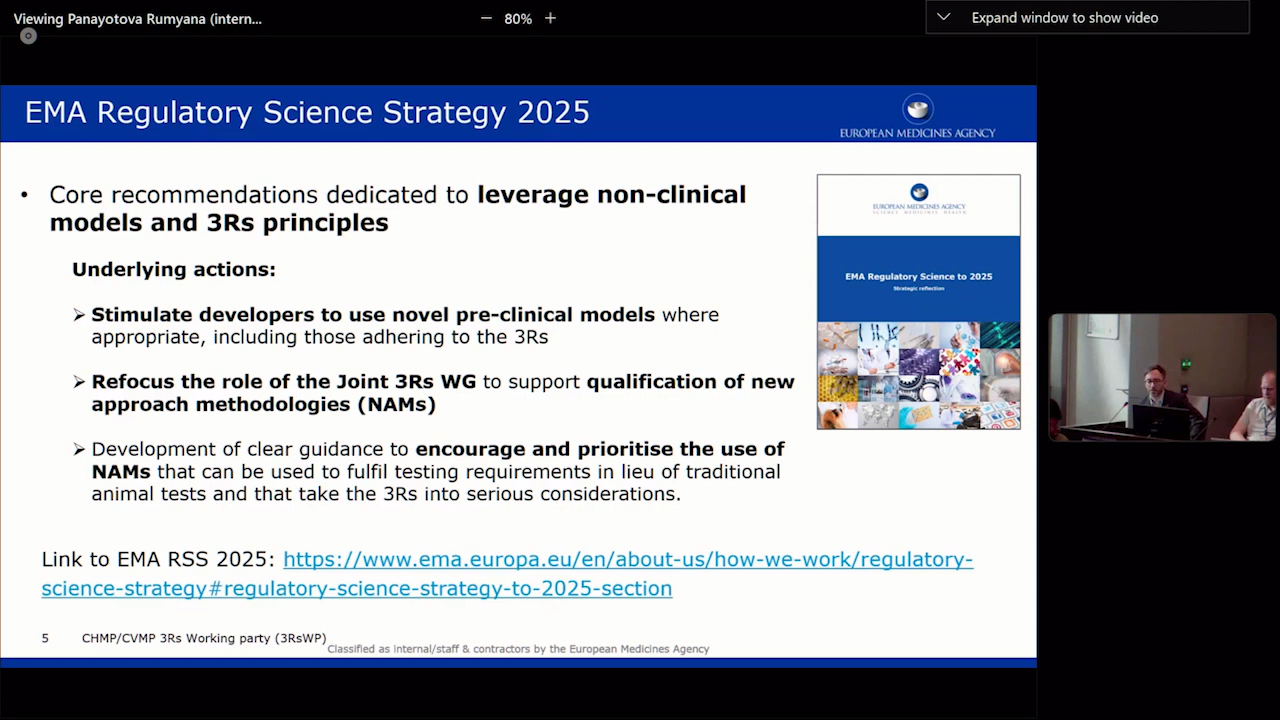 Viewing Panayotova Rumyana (intern...
80%
Expand window to show video
EMA Regulatory Science Strategy 2025
EUROPEAN MEDICINES AGENCY
• Core recommendations dedicated to leverage non-clinical
models and 3Rs principles
Underlying actions:
Stimulate developers to use novel pre-clinical models where
appropriate, including those adhering to the 3Rs
Refocus the role of the Joint 3Rs WG to support qualification of new
approach methodologies (NAMs)
Development of clear guidance to encourage and prioritise the use of
NAMs that can be used to fulfil testing requirements in lieu of traditional
animal tests and that take the 3Rs into serious considerations.
EUROPEAN MEDICINES AGENCY
SCIENCE MEDICINES HEALTH
EMA Regulatory Science to 2025
Strategic reflection
Link to EMA RSS 2025: https://www.ema.europa.eu/en/about-us/how-we-work/regulatory-
science-strategy#regulatory-science-strategy-to-2025-section
5 CHMP/CVMP 3Rs Working party (3RsWP)
Classified as internal/staff & contractors by the European Medicines Agency